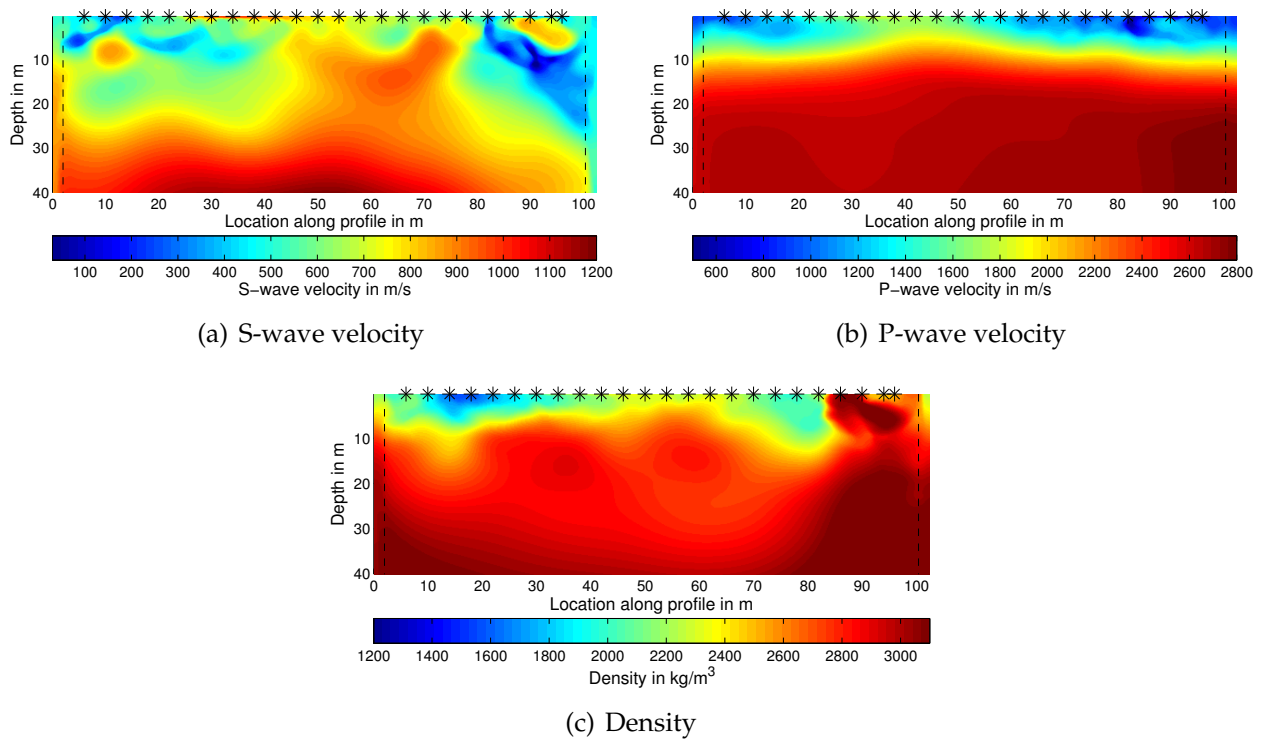 Depth in m
10
20
30
40
0 10 20 30 40 50 60 70 80 90 100
Location along profile in m
100 200 300 400 500 600 700 800 900 1000 1100 1200
S−wave velocity in m/s
(a) S-wave velocity
Depth in m
10
20
30
40
0 10 20 30 40 50 60 70 80 90 100
Location along profile in m
600 800 1000 1200 1400 1600 1800 2000 2200 2400 2600 2800
P−wave velocity in m/s
(b) P-wave velocity
Depth in m
10
20
30
40
0 10 20 30 40 50 60 70 80 90 100
Location along profile in m
1200 1400 1600 1800 2000 2200 2400 2600 2800 3000
Density in kg/m³
(c) Density